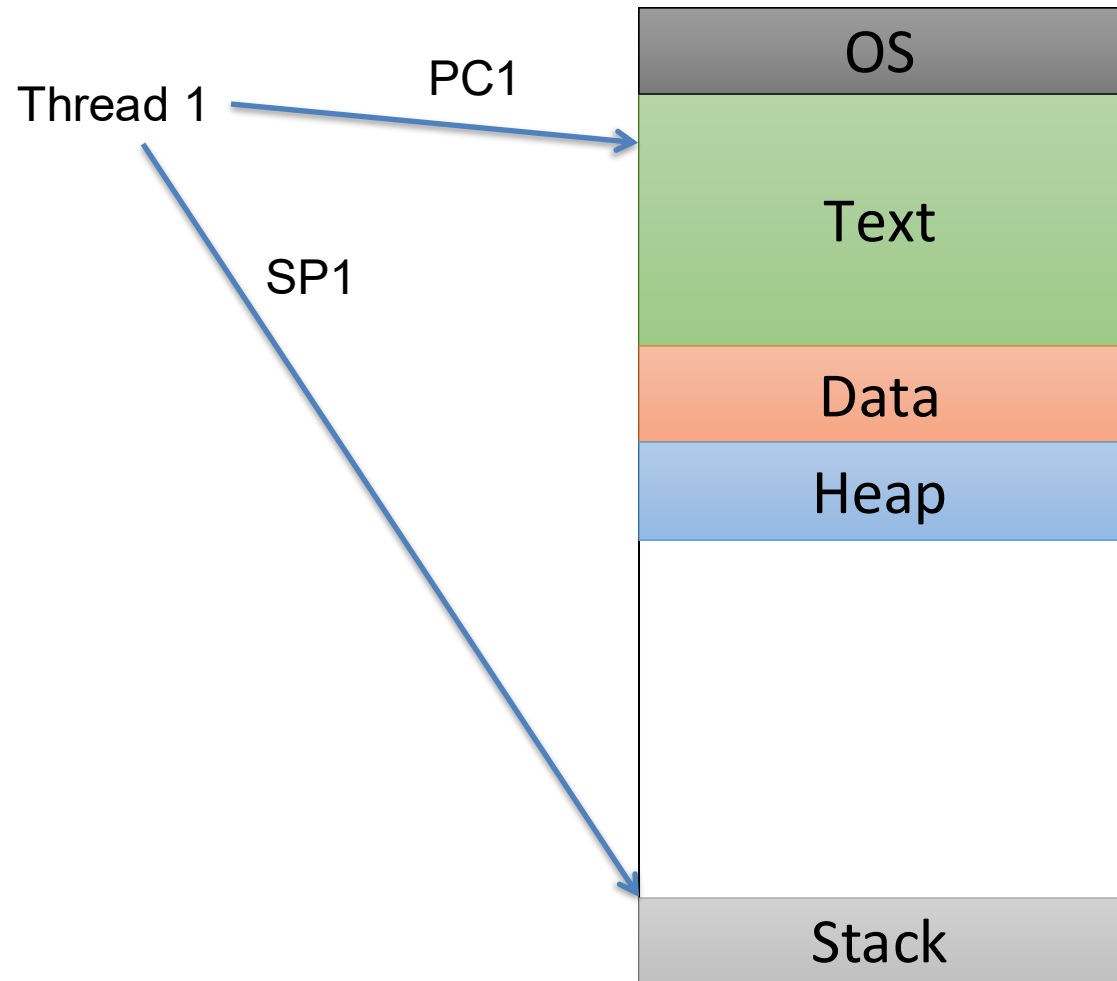 OS
PC1
Thread 1
Text
SP1
Data
Heap
Stack